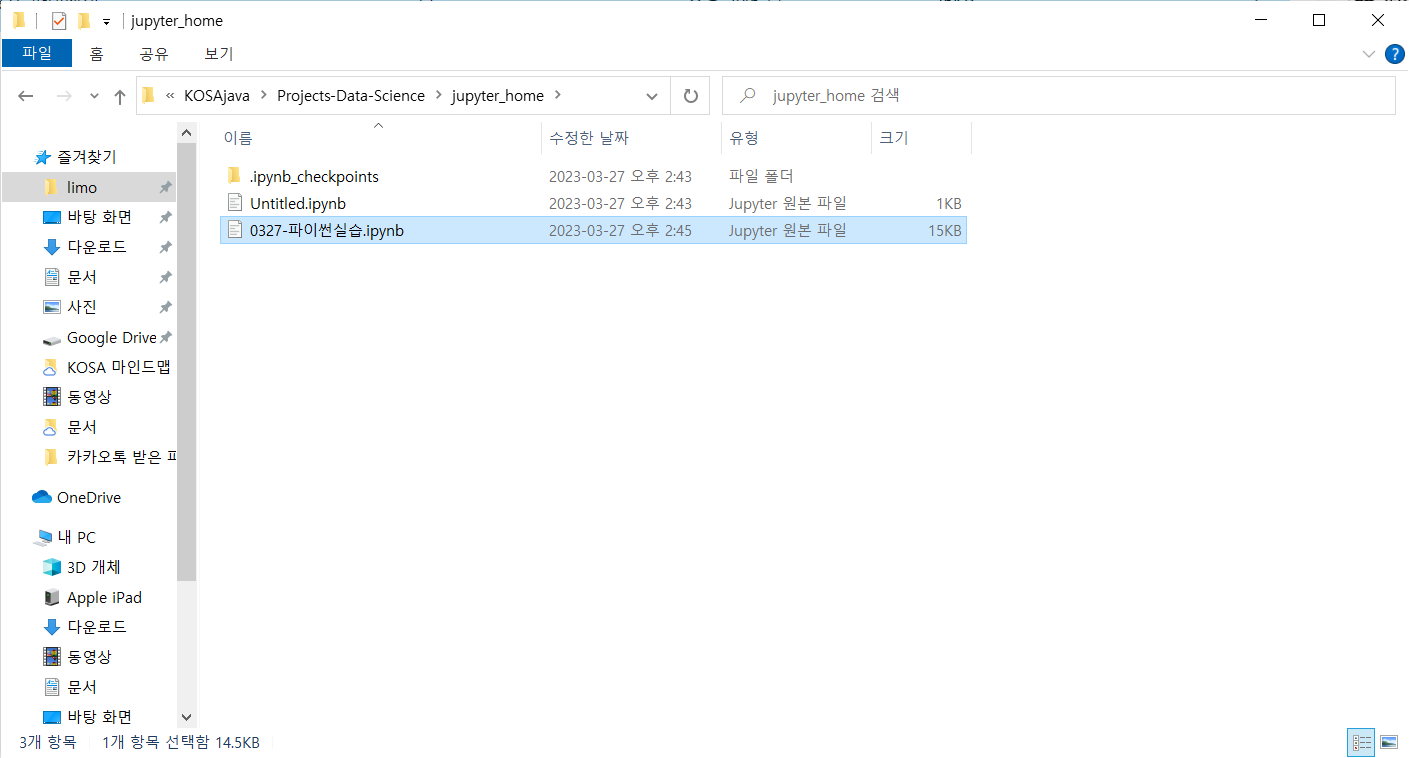 jupyter_home
파일 홈 공유 보기
« KOSAjava > Projects-Data-Science > jupyter_home >
jupyter_home 검색
이름 수정한 날짜 유형 크기
.ipynb_checkpoints 2023-03-27 오후 2:43 파일 폴더
Untitled.ipynb 2023-03-27 오후 2:43 Jupyter 원본 파일 1KB
0327-파이썬실습.ipynb 2023-03-27 오후 2:45 Jupyter 원본 파일 15KB
즐겨찾기
limo
바탕 화면
다운로드
문서
사진
Google Drive
KOSA 마인드맵
동영상
문서
카카오톡 받은
OneDrive
내 PC
3D 개체
Apple iPad
다운로드
동영상
문서
바탕 화면
3개 항목 1개 항목 선택함 14.5KB